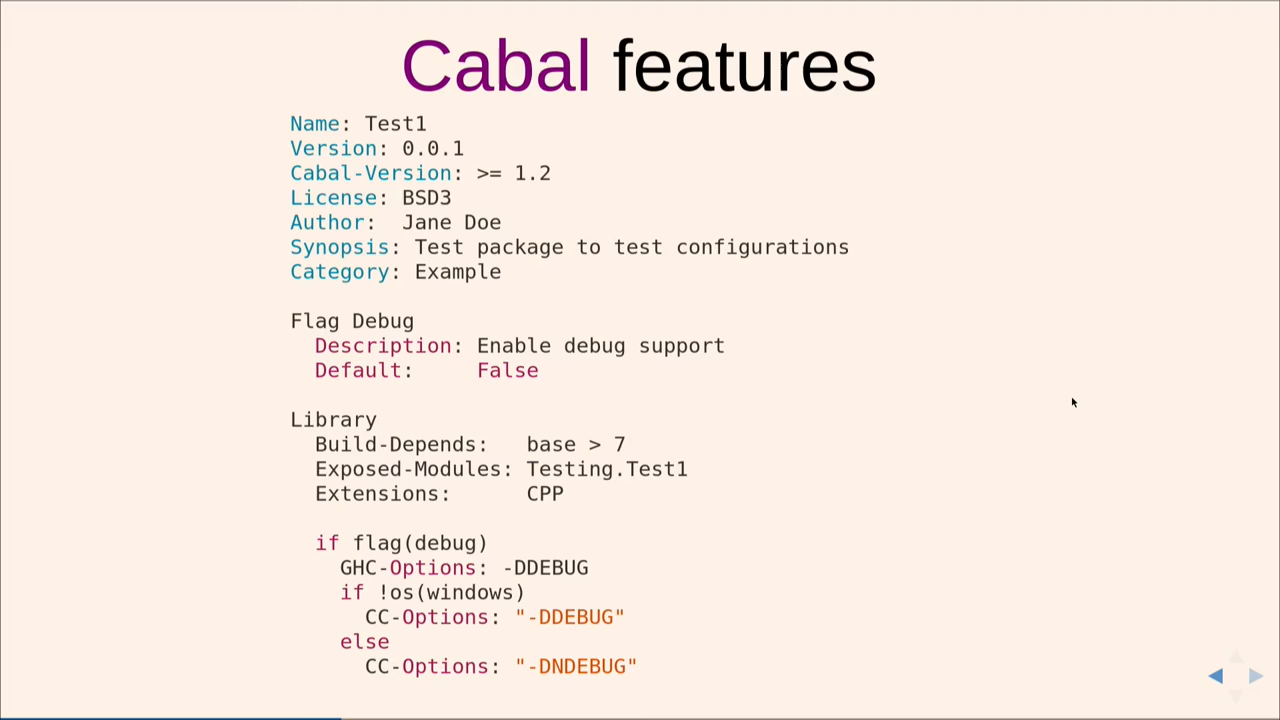 Cabal features
Name: Test1
Version: 0.0.1
Cabal-Version: >= 1.2
License: BSD3
Author:  Jane Doe
Synopsis: Test package to test configurations
Category: Example
Flag Debug
  Description: Enable debug support
  Default:     False
Library
  Build-Depends:   base > 7
  Exposed-Modules: Testing.Test1
  Extensions:      CPP
  if flag(debug)
    GHC-Options: -DDEBUG
    if !os(windows)
      CC-Options: "-DDEBUG"
    else
      CC-Options: "-DNDEBUG"